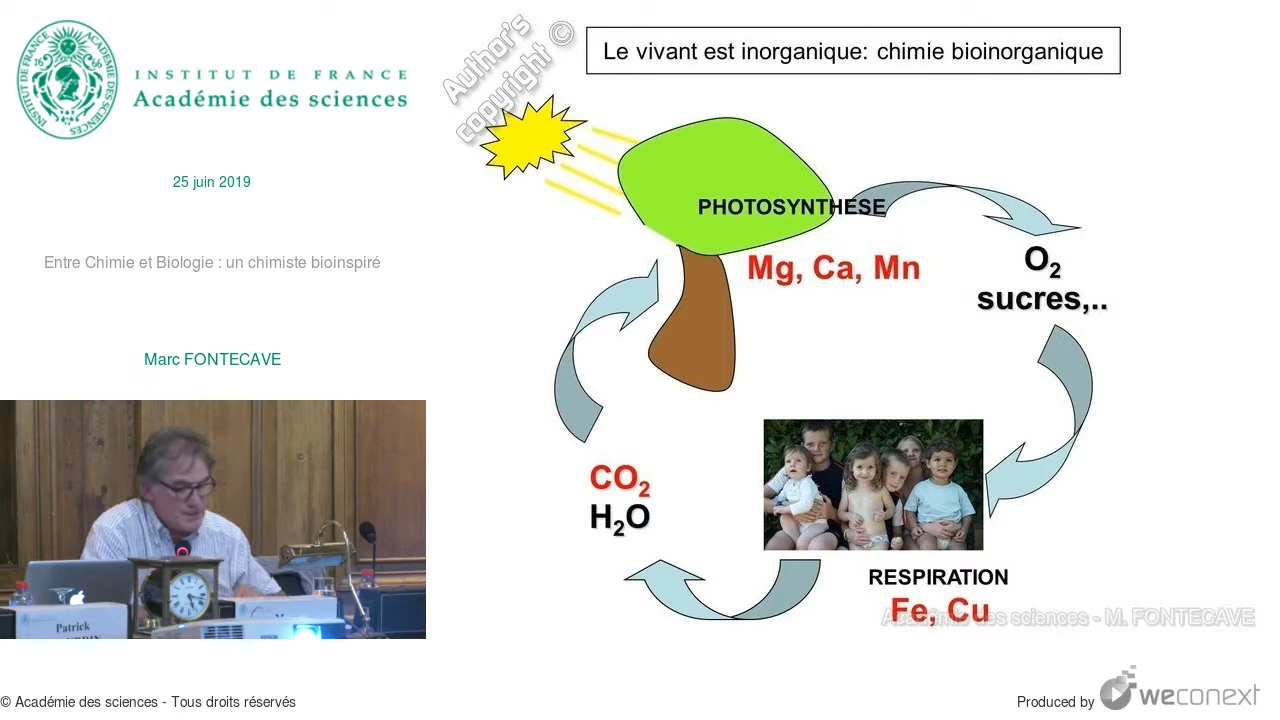 INSTITUT DE FRANCE
Académie des sciences
25 juin 2019
Entre Chimie et Biologie : un chimiste bioinspiré
Marc FONTECAVE
Patrick
Author's
copyright ©
Le vivant est inorganique: chimie bioinorganique
PHOTOSYNTHESE
Mg, Ca, Mn
O₂
sucres,..
CO₂
H₂O
RESPIRATION
Fe, Cu
Académie des sciences - M. FONTECAVE
© Académie des sciences - Tous droits réservés
Produced by weconext